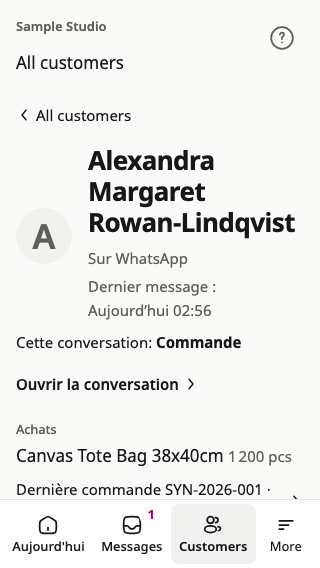 Sample Studio
All customers
All customers
A
Alexandra
Margaret
Rowan-Lindqvist
Sur WhatsApp
Dernier message :
Aujourd’hui 02:56
Cette conversation: Commande
Ouvrir la conversation
Achats
Canvas Tote Bag 38x40cm 1 200 pcs
Dernière commande SYN-2026-001 ·
1
Aujourd'hui Messages Customers More